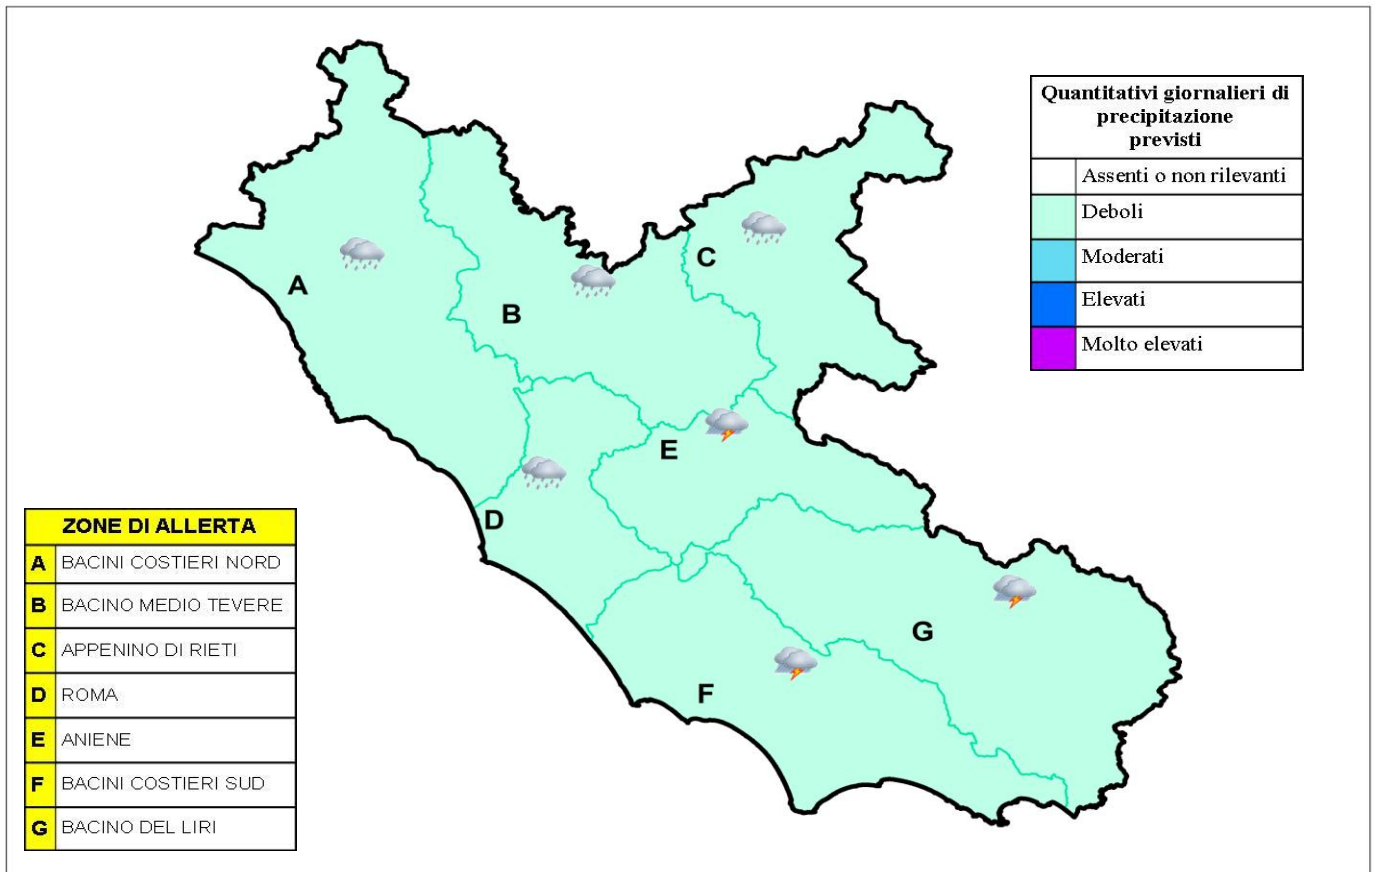 Quantitativi giornalieri di
precipitazione
previsti
Assenti o non rilevanti
Deboli
Moderati
Elevati
Molto elevati
A
B
C
D
E
F
G
ZONE DI ALLERTA
A BACINI COSTIERI NORD
B BACINO MEDIO TEVERE
C APPENINO DI RIETI
D ROMA
E ANIENE
F BACINI COSTIERI SUD
G BACINO DEL LIRI